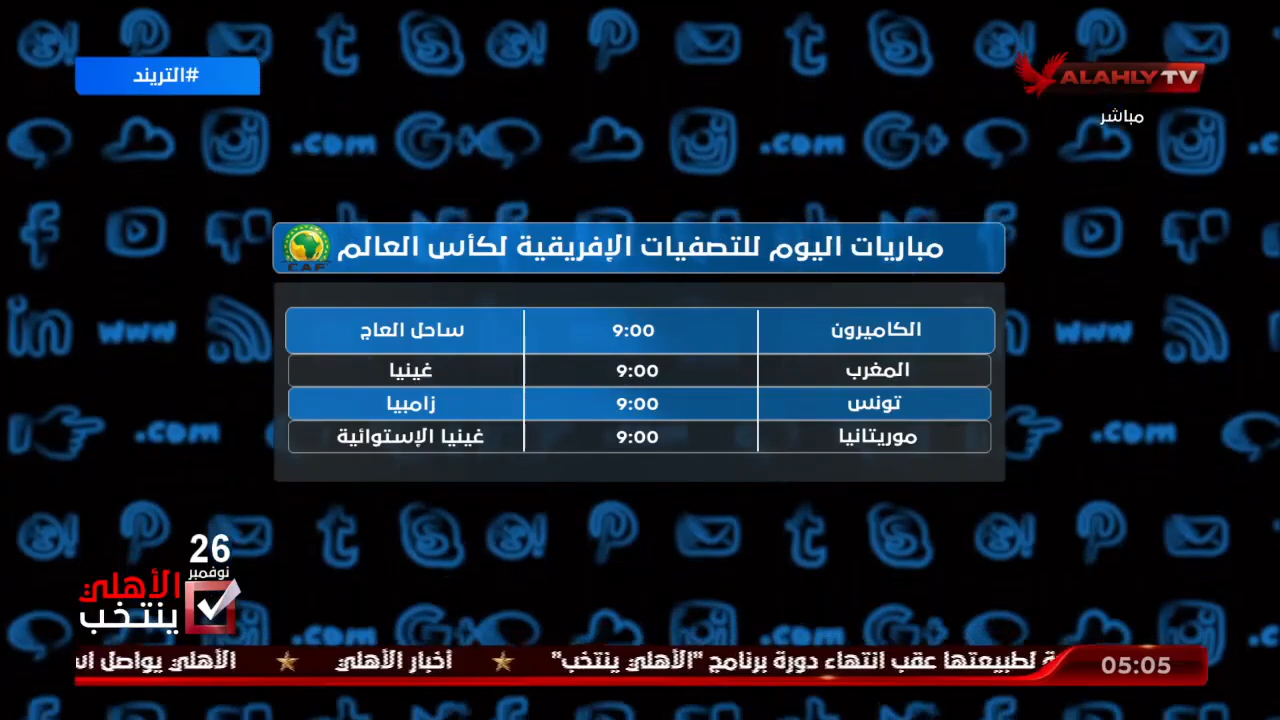 #التريند
ALAHLY TV
مباشر
مباريات اليوم للتصفيات الإفريقية لكأس العالم
CAF
الكاميرون 9:00 ساحل العاج
المغرب 9:00 غينيا
تونس 9:00 زامبيا
موريتانيا 9:00 غينيا الإستوائية
26
نوفمبر
الأهلي
ينتخب
05:05
لطبيعتها عقب انتهاء دورة برنامج "الأهلي ينتخب" أخبار الأهلي الأهلي يواصل